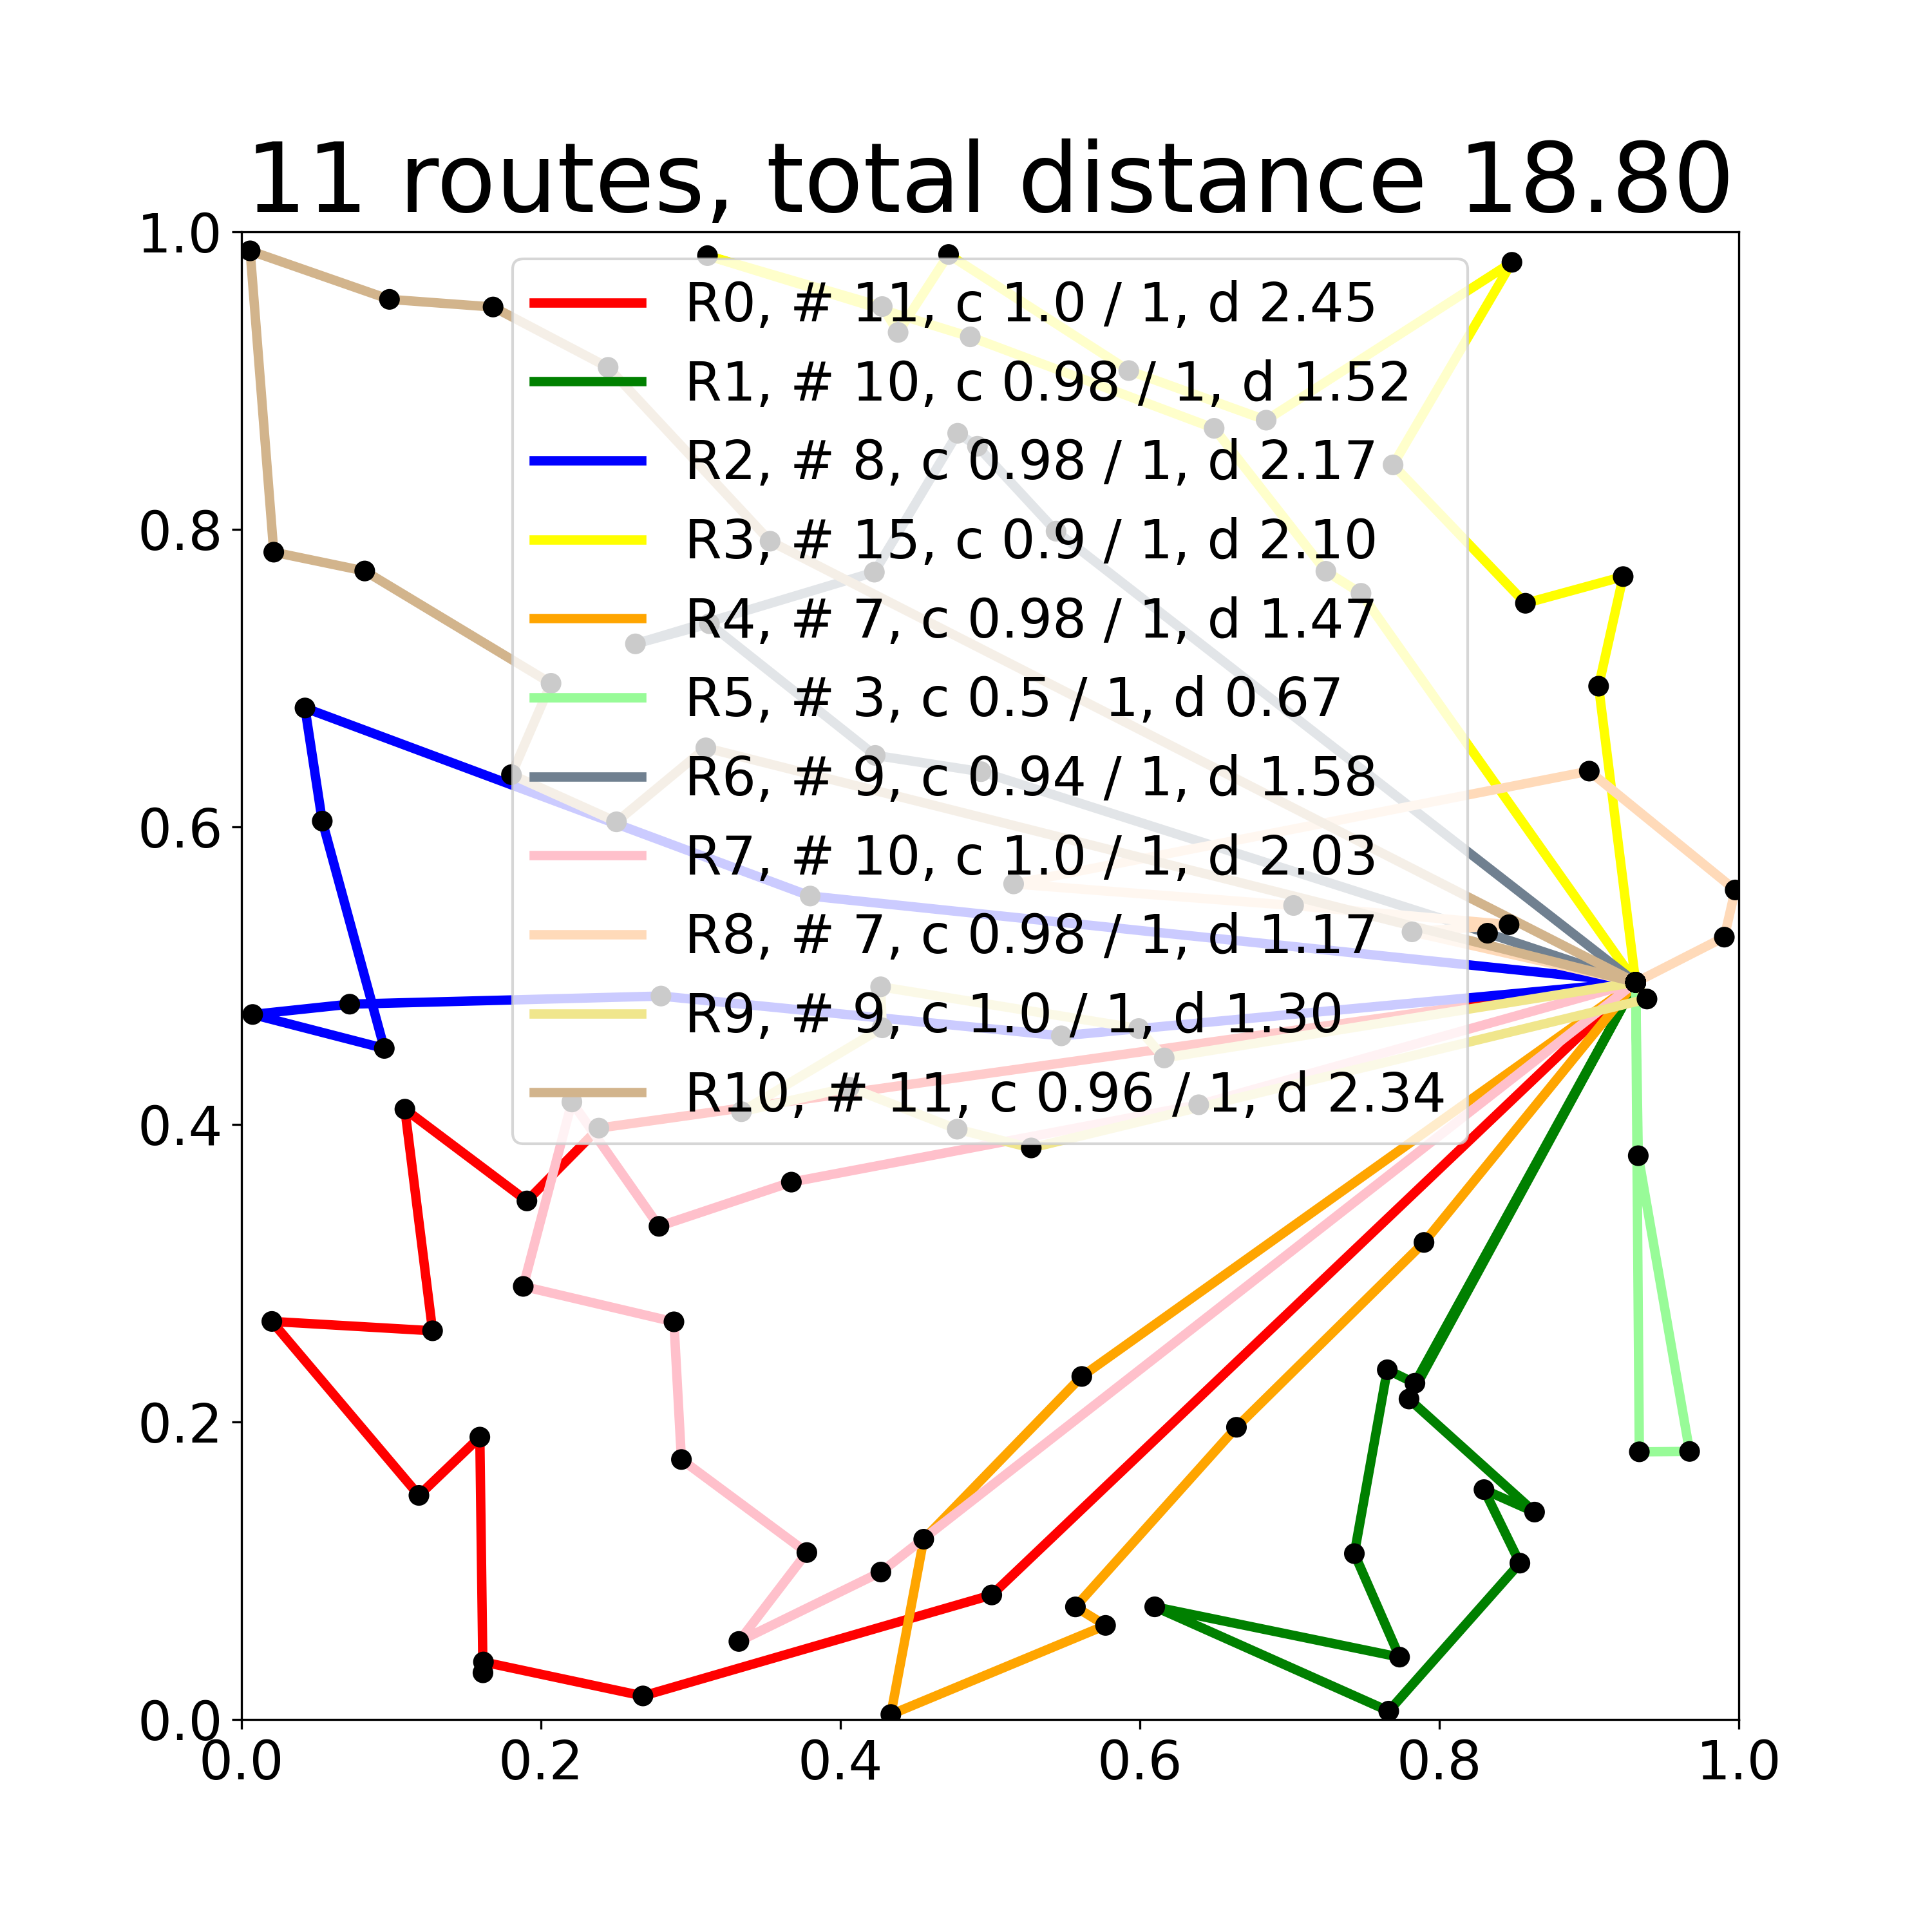 11 routes, total distance 18.80
1.0
0.8
0.6
0.4
0.2
0.0
R0, # 11, c 1.0 / 1, d 2.45
R1, # 10, c 0.98 / 1, d 1.52
R2, # 8, c 0.98 / 1, d 2.17
R3, # 15, c 0.9 / 1, d 2.10
R4, # 7, c 0.98 / 1, d 1.47
R5, # 3, c 0.5 / 1, d 0.67
R6, # 9, c 0.94 / 1, d 1.58
R7, # 10, c 1.0 / 1, d 2.03
R8, # 7, c 0.98 / 1, d 1.17
R9, # 9, c 1.0 / 1, d 1.30
R10, # 11, c 0.96 / 1, d 2.34
0.0 0.2 0.4 0.6 0.8 1.0